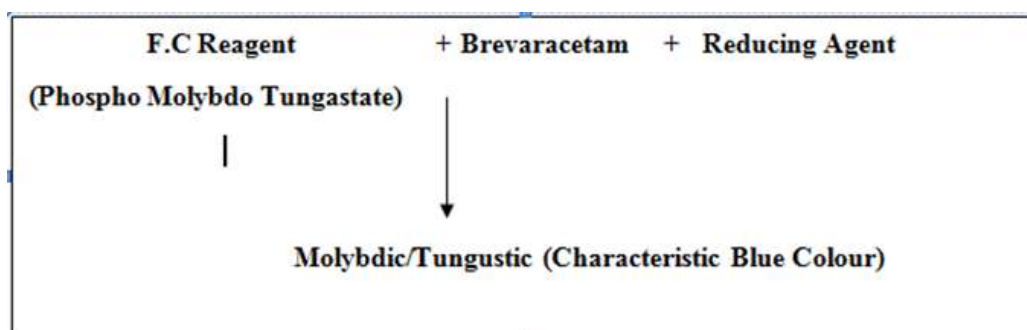 F.C Reagent + Brevaracetam + Reducing Agent
(Phospho Molybdo Tungastate)
Molybdic/Tungustic (Characteristic Blue Colour)